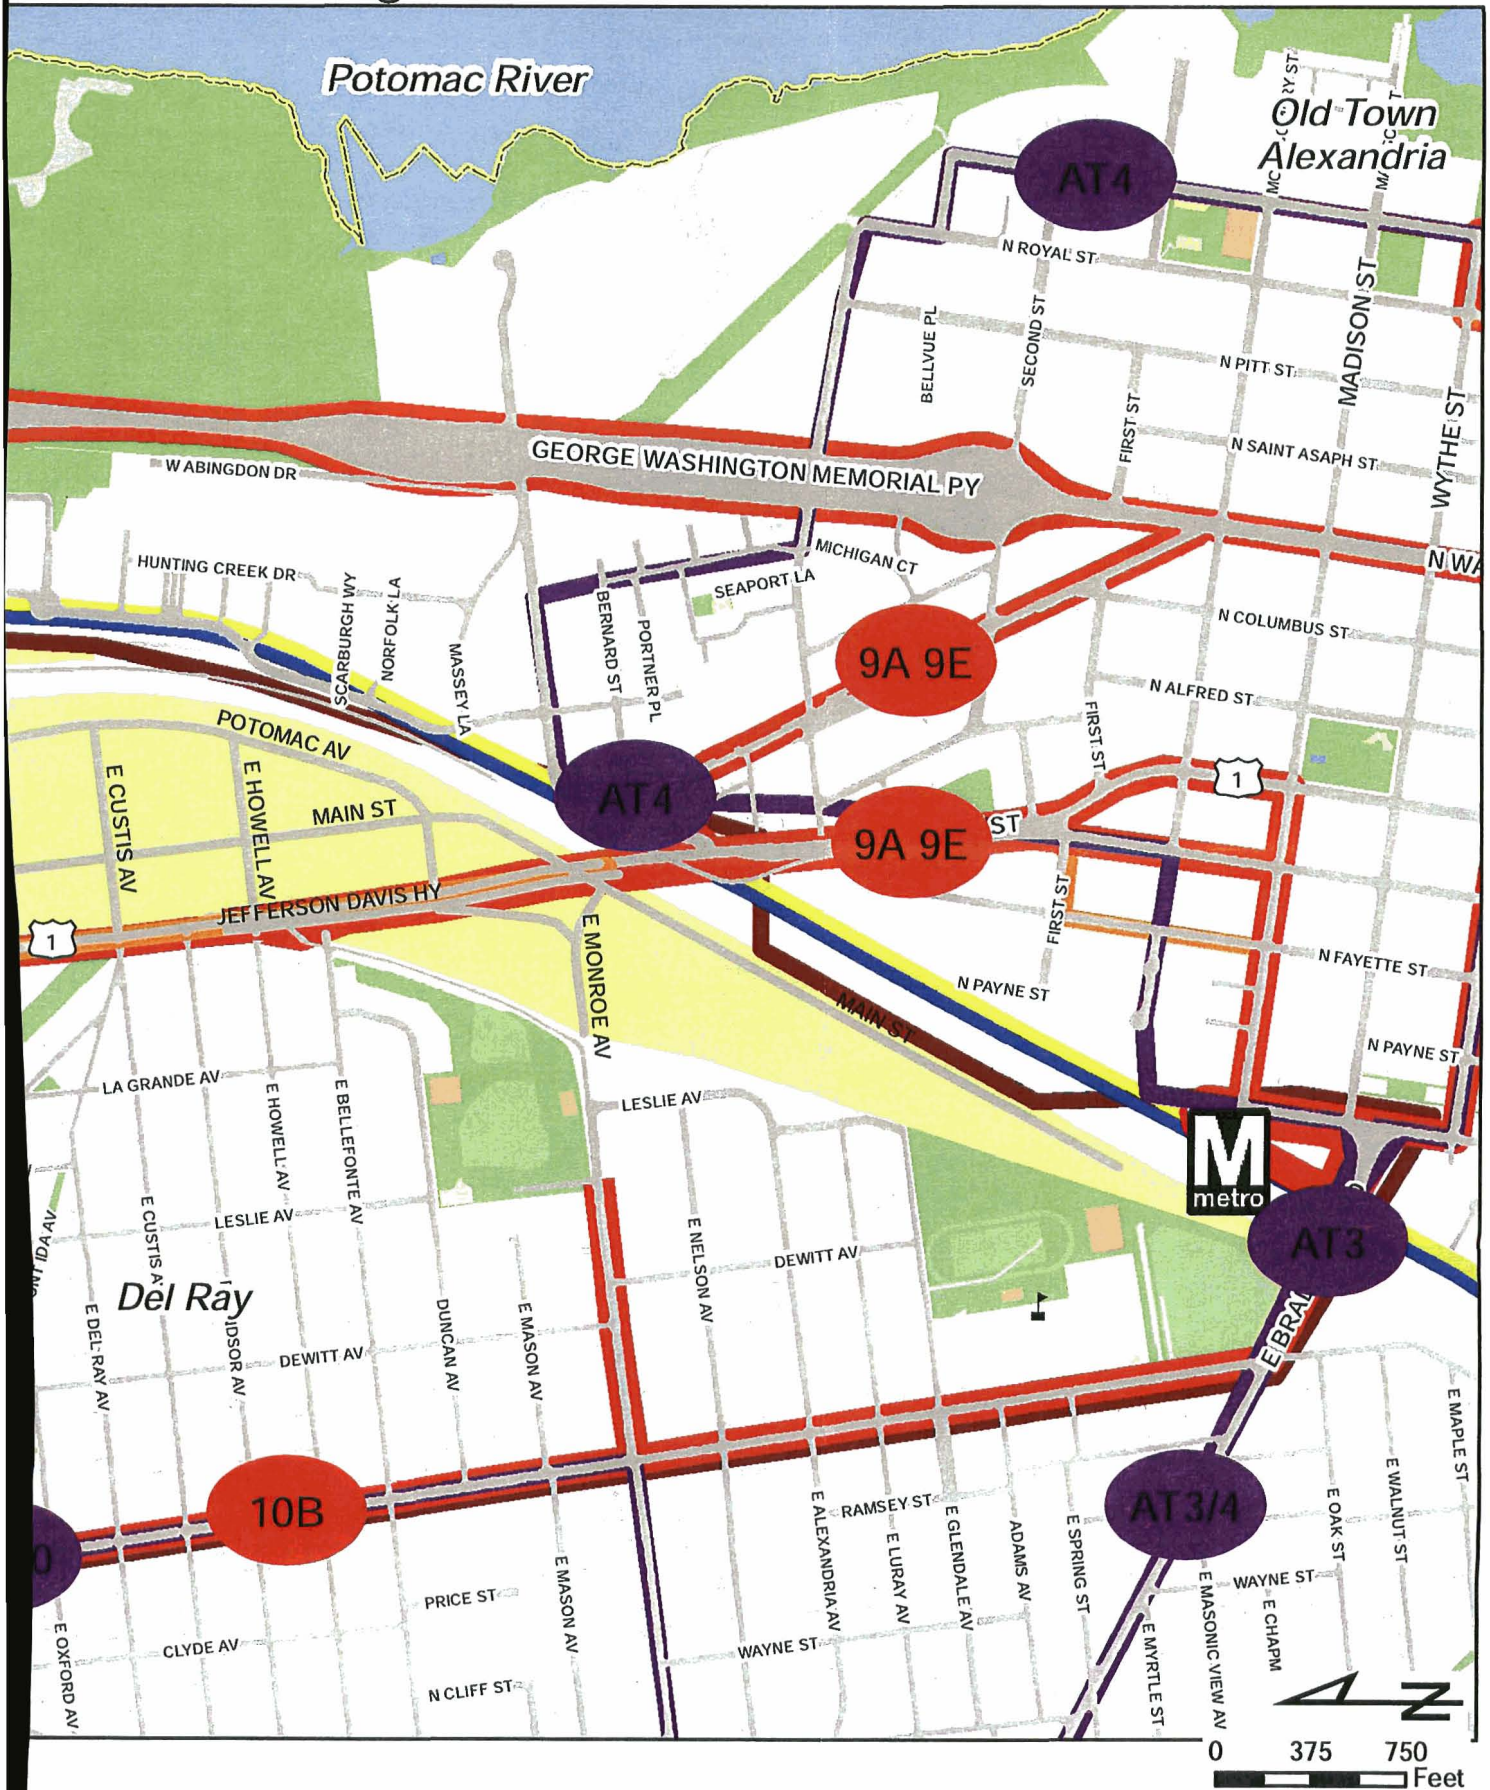 Potomac River
Old Town
Alexandria
AT4
N ROYAL ST
MADISON ST
BELLVUE PL
SECOND ST
N PITT ST
FIRST ST
N SAINT ASAPH ST
WYTHE ST
GEORGE WASHINGTON MEMORIAL PY
W ABINGDON DR
N WA
MICHIGAN CT
HUNTING CREEK DR
SEAPORT LA
SCARBURGH WY
NORFOLK LA
BERNARD ST
PORTNER PL
MASSEY LA
N COLUMBUS ST
9A 9E
N ALFRED ST
FIRST ST
POTOMAC AV
E CUSTIS AV
E HOWELL AV
MAIN ST
AT4
1
9A 9E
ST
JEFFERSON DAVIS HY
1
FIRST ST
E MONROE AV
N FAYETTE ST
N PAYNE ST
MAIN ST
N PAYNE ST
LA GRANDE AV
E HOWELL AV
E BELLEFONTE AV
LESLIE AV
M
metro
E CUSTIS A
LESLIE AV
E NELSON AV
DEWITT AV
AT3
Del Ray
E DEL RAY AV
IDSOR AV
DEWITT AV
DUNCAN AV
E MASON AV
E BRAD
E MAPLE ST
10B
0
E ALEXANDRIA AV
RAMSEY ST
E LURAY AV
E GLENDALE AV
ADAMS AV
E SPRING ST
AT3/4
E OAK ST
E WALNUT ST
PRICE ST
E MASON AV
WAYNE ST
E MASONIC VIEW AV
E CHAPM
E OXFORD AV
CLYDE AV
WAYNE ST
E MYRTLE ST
N CLIFF ST
N
0 375 750
Feet